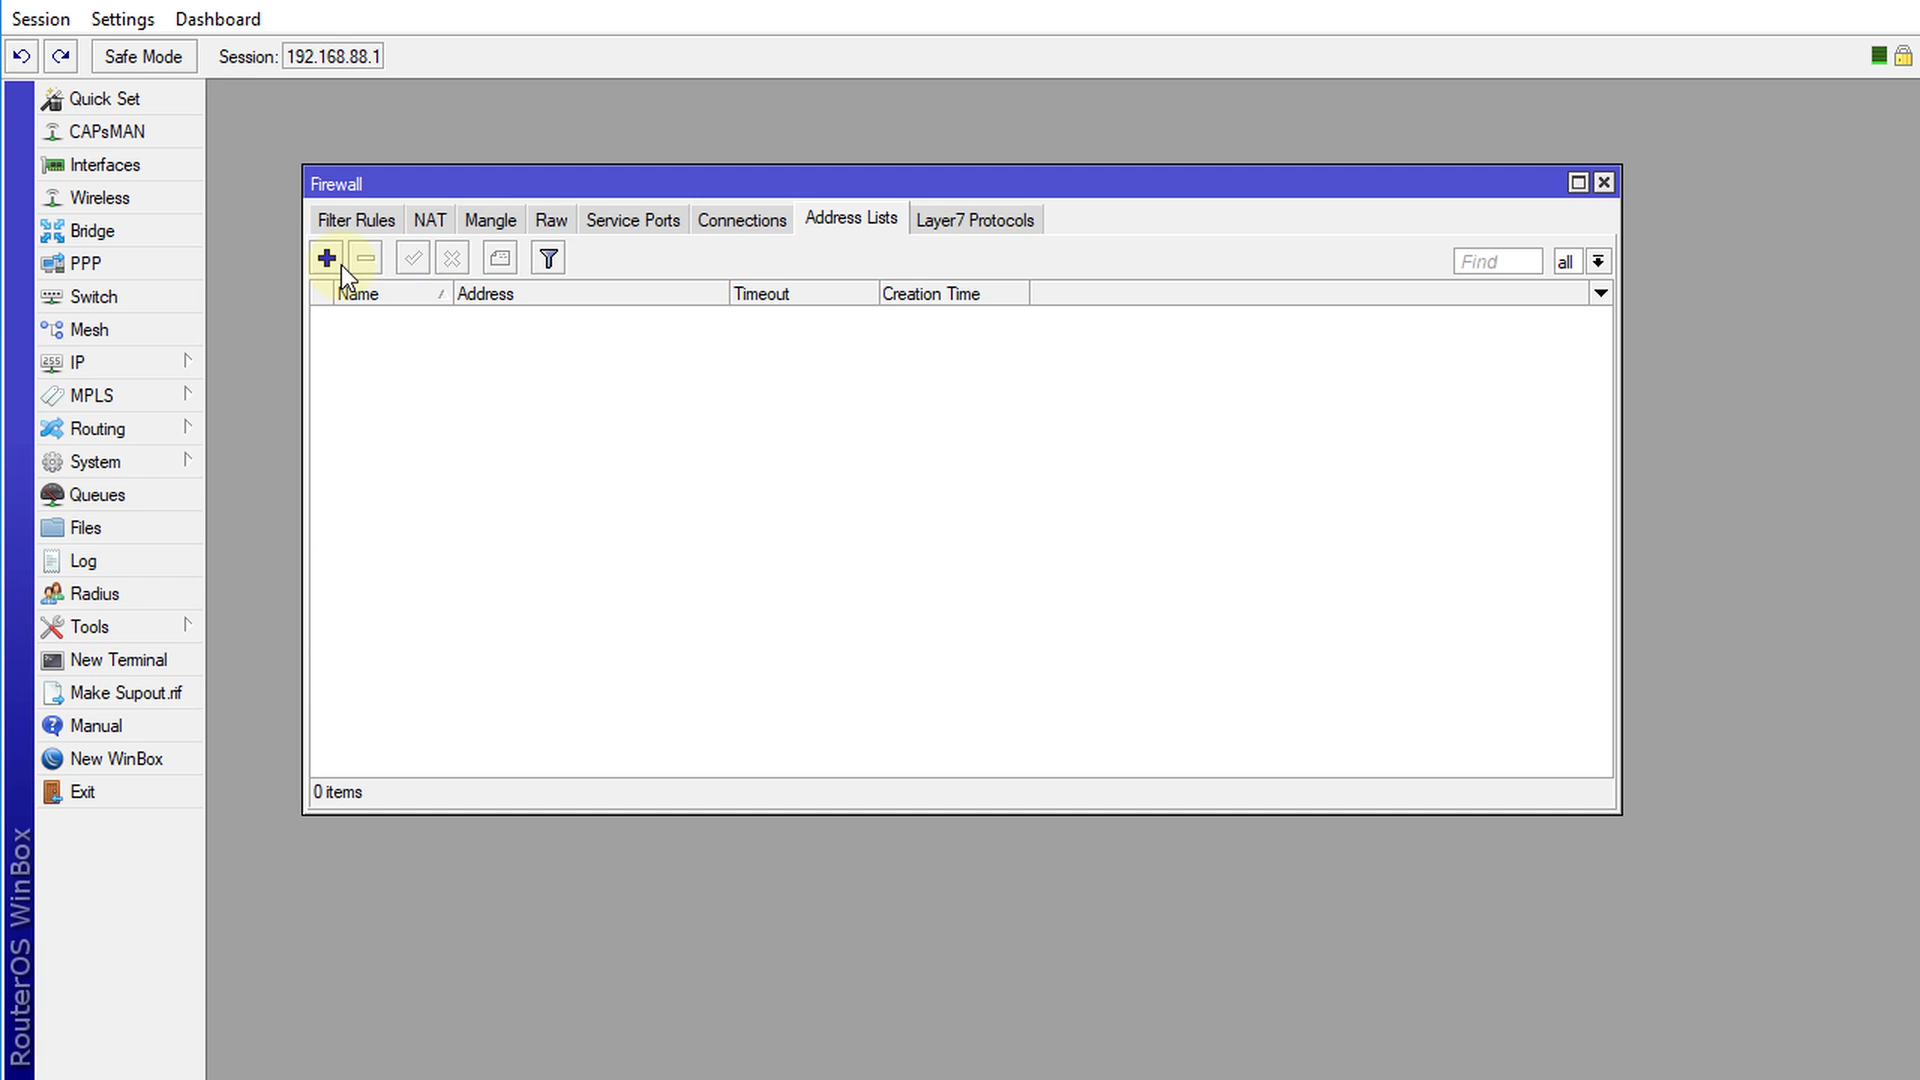 Session Settings Dashboard
Safe Mode Session: 192.168.88.1
Quick Set
CAPsMAN
Interfaces
Wireless
Bridge
PPP
Switch
Mesh
255 IP
MPLS
Routing
System
Queues
Files
Log
Radius
Tools
New Terminal
Make Supout.rif
Manual
New WinBox
Exit
RouterOS WinBox
Firewall
Filter Rules NAT Mangle Raw Service Ports Connections Address Lists Layer7 Protocols
Find all
Name Address Timeout Creation Time
0 items